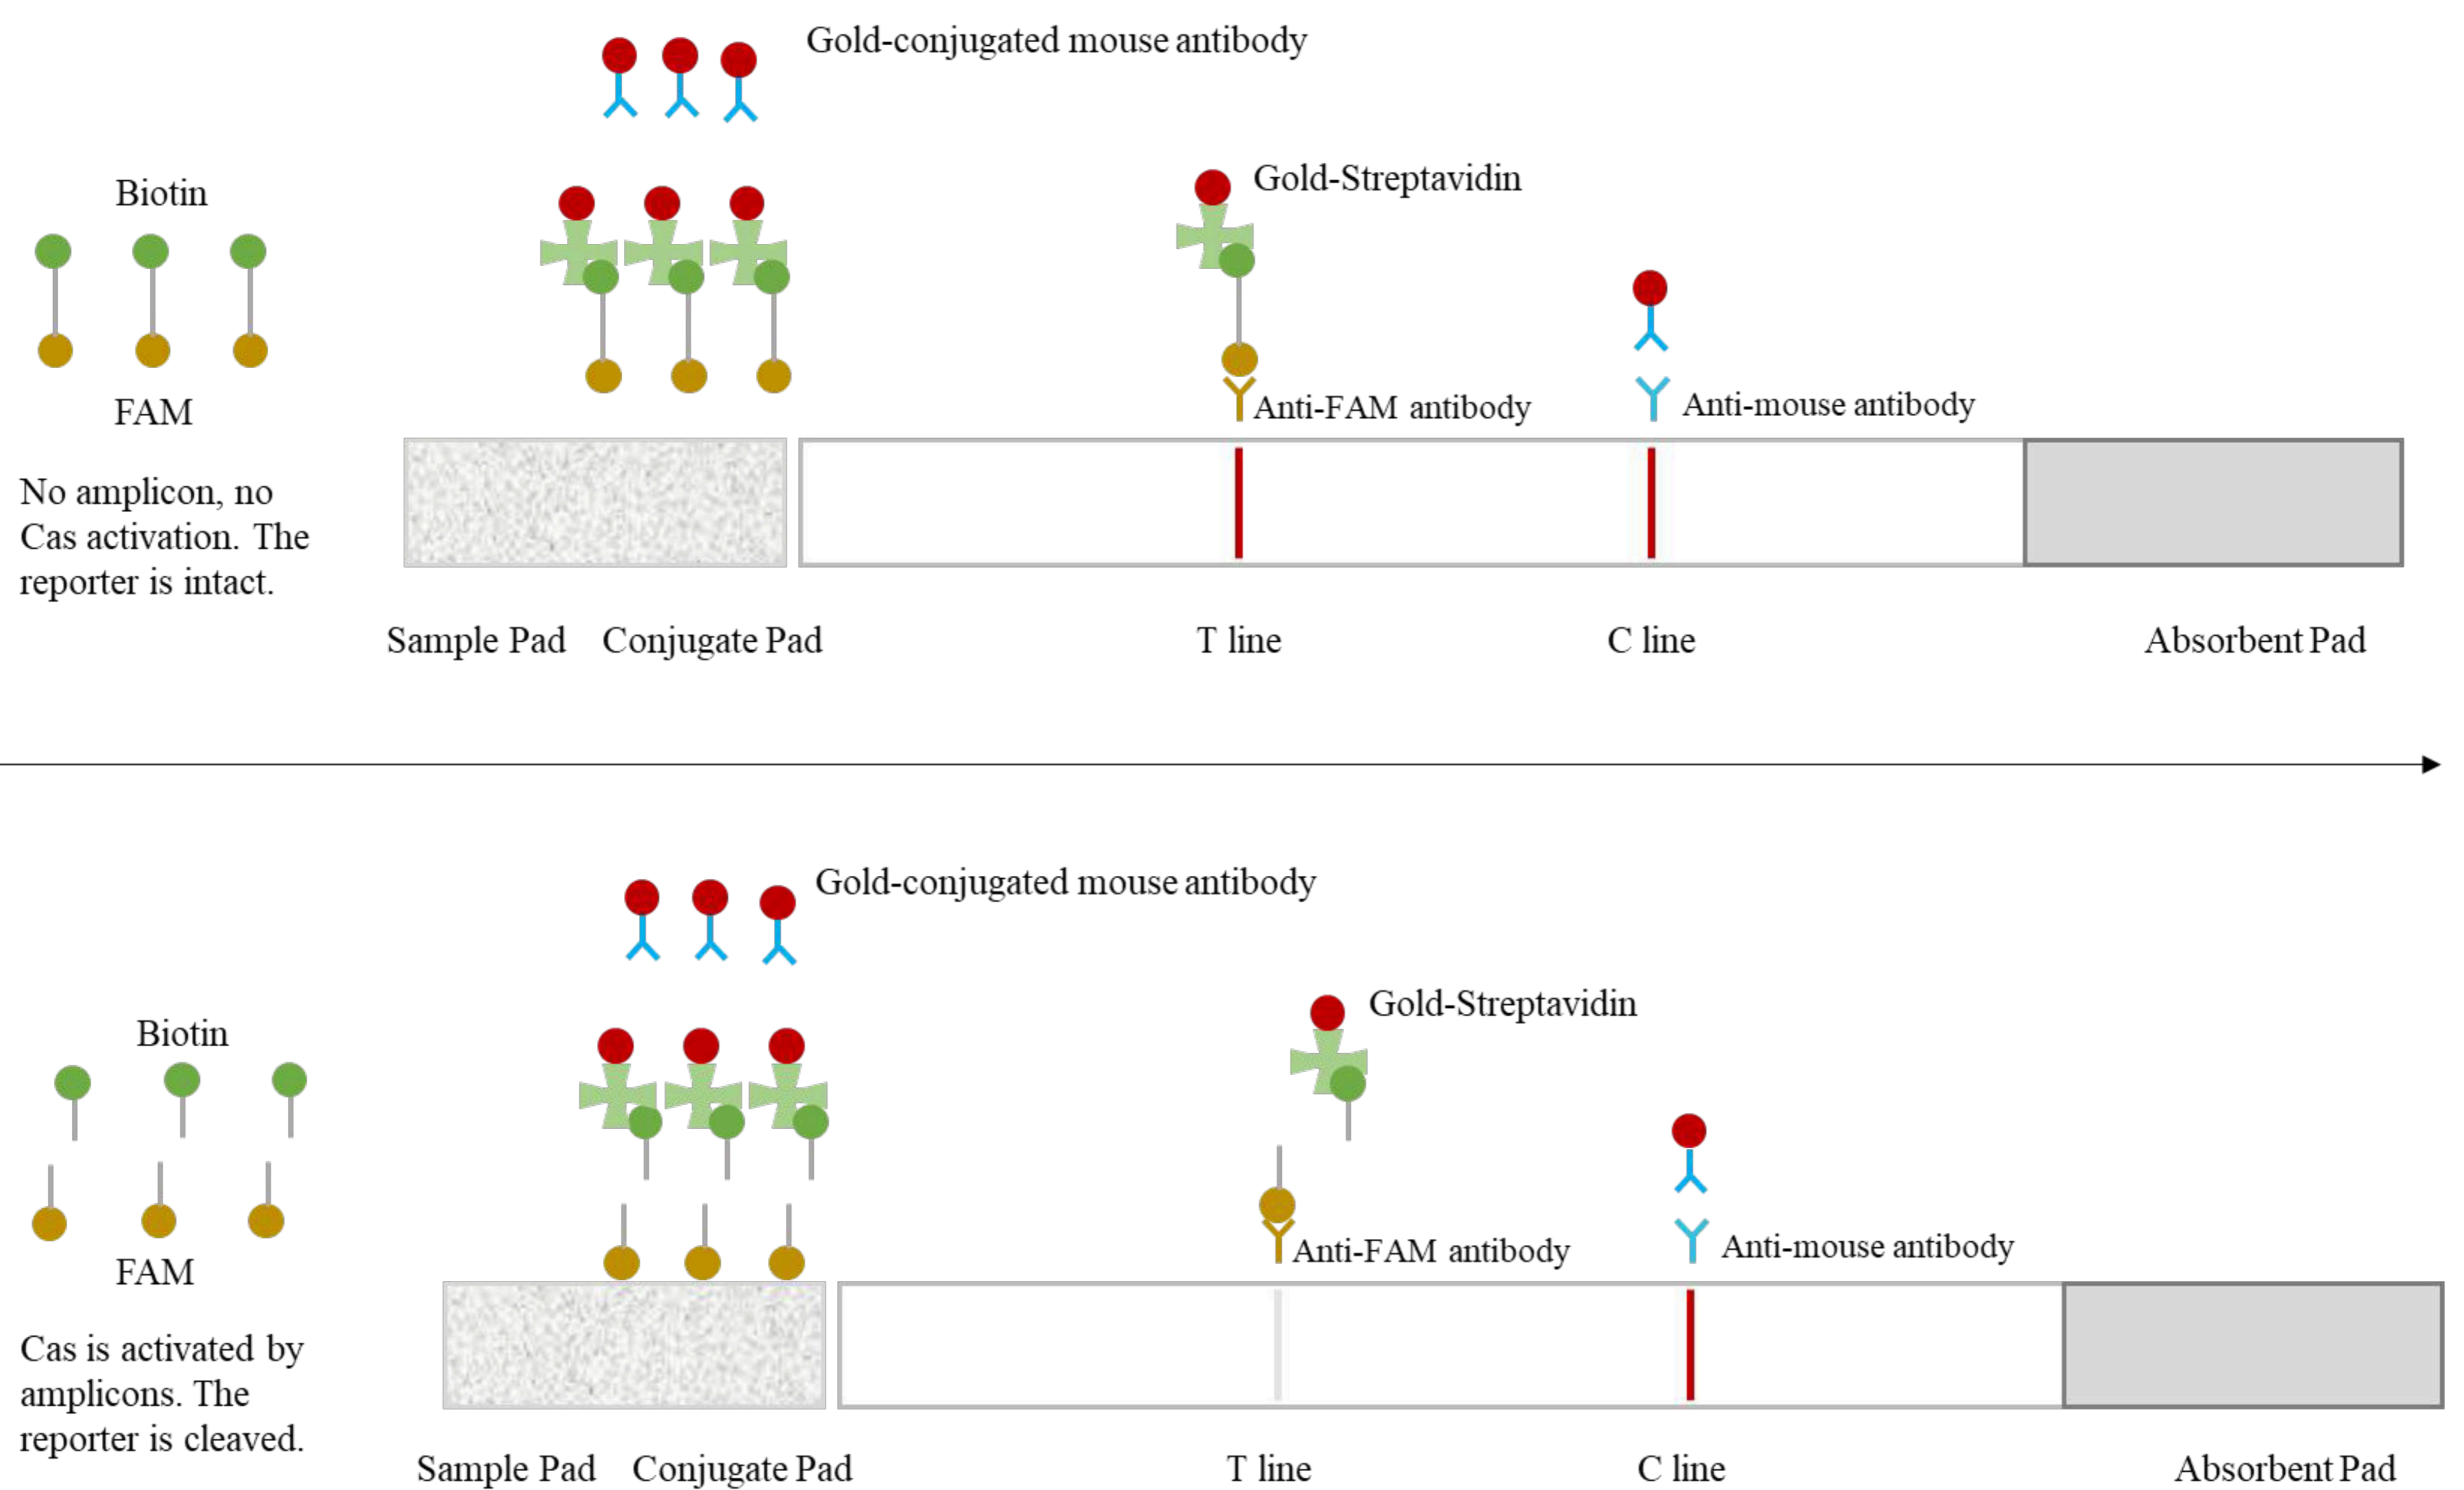 Gold-conjugated mouse antibody
Biotin
Gold-Streptavidin
FAM
Anti-FAM antibody
Anti-mouse antibody
No amplicon, no
Cas activation. The
reporter is intact.
Sample Pad
Conjugate Pad
T line
C line
Absorbent Pad
Gold-conjugated mouse antibody
Biotin
Gold-Streptavidin
FAM
Anti-FAM antibody
Anti-mouse antibody
Cas is activated by
amplicons. The
reporter is cleaved.
Sample Pad
Conjugate Pad
T line
C line
Absorbent Pad